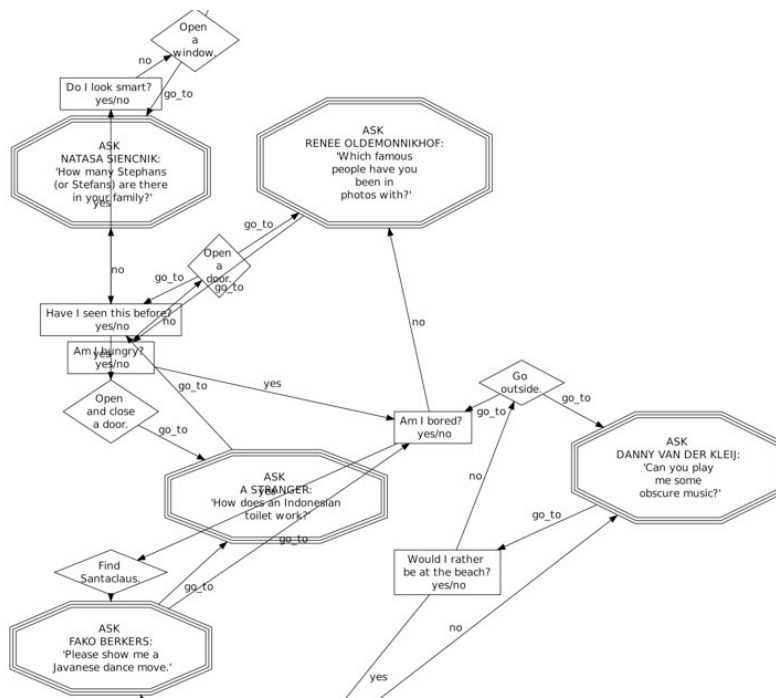 Open
a
window.
no
Do I look smart?
yes/no
go_to
ASK
NATASA SIENCNIK:
'How many Stephans
(or Stefans) are there
in your family?'
yes
ASK
RENEE OLDEMONNIKHOF:
'Which famous
people have you
been in
photos with?'
go_to
Open
a
door.
no
go_to
go_to
Have I seen this before?
yes/no
no
Am I hungry?
yes/no
yes
no
go_to
yes
Go
outside.
Open
and close
a door.
go_to
go_to
go_to
Am I bored?
yes/no
ASK
DANNY VAN DER KLEIJ:
'Can you play
me some
obscure music?'
ASK
A STRANGER:
'How does an Indonesian
toilet work?'
yes
no
go_to
go_to
Would I rather
be at the beach?
yes/no
Find
Santaclaus.
go_to
ASK
FAKO BERKERS:
'Please show me a
Javanese dance move.'
no
yes